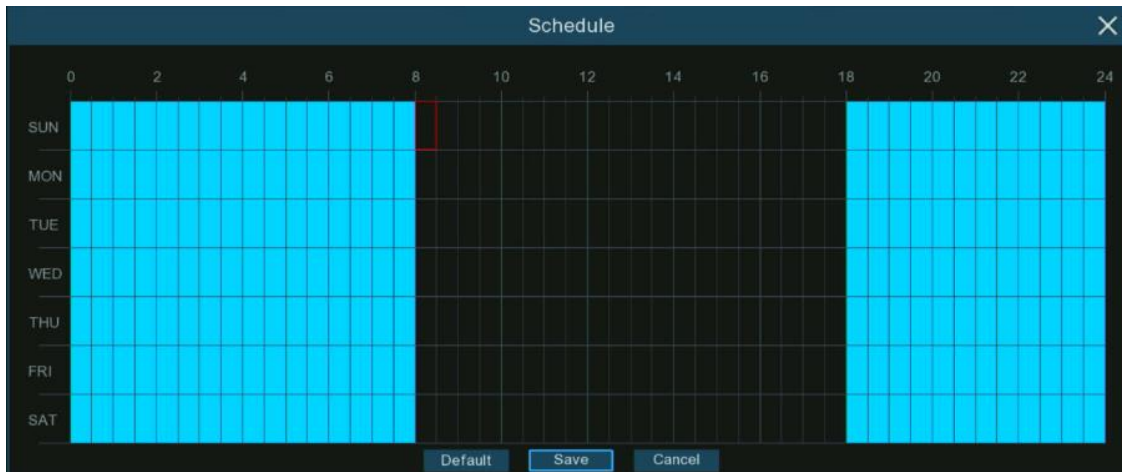 Schedule
0 2 4 6 8 10 12 14 16 18 20 22 24
SUN
MON
TUE
WED
THU
FRI
SAT
Default Save Cancel